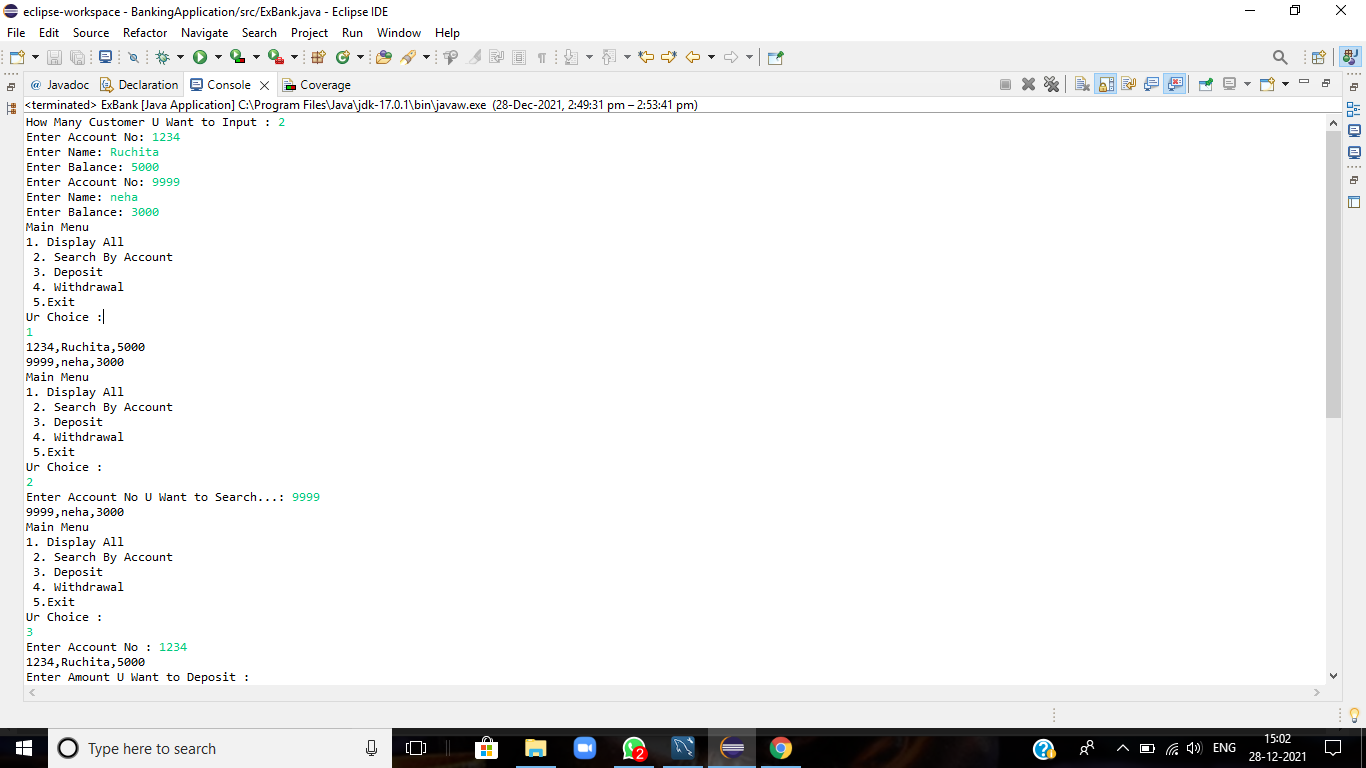 eclipse-workspace - BankingApplication/src/ExBank.java - Eclipse IDE
File Edit Source Refactor Navigate Search Project Run Window Help
@ Javadoc Declaration Console Coverage
<terminated> ExBank [Java Application] C:\Program Files\Java\jdk-17.0.1\bin\javaw.exe (28-Dec-2021, 2:49:31 pm – 2:53:41 pm)
How Many Customer U Want to Input : 2
Enter Account No: 1234
Enter Name: Ruchita
Enter Balance: 5000
Enter Account No: 9999
Enter Name: neha
Enter Balance: 3000
Main Menu
1. Display All
2. Search By Account
3. Deposit
4. Withdrawal
5.Exit
Ur Choice :
1
1234,Ruchita,5000
9999,neha,3000
Main Menu
1. Display All
2. Search By Account
3. Deposit
4. Withdrawal
5.Exit
Ur Choice :
2
Enter Account No U Want to Search...: 9999
9999,neha,3000
Main Menu
1. Display All
2. Search By Account
3. Deposit
4. Withdrawal
5.Exit
Ur Choice :
3
Enter Account No : 1234
1234,Ruchita,5000
Enter Amount U Want to Deposit :
Type here to search
2
ENG
15:02
28-12-2021